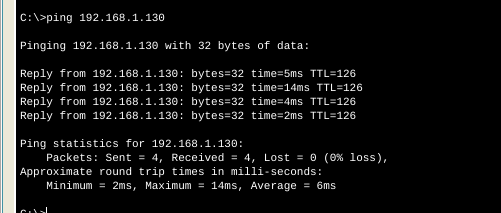 C:\>ping 192.168.1.130
Pinging 192.168.1.130 with 32 bytes of data:
Reply from 192.168.1.130: bytes=32 time=5ms TTL=126
Reply from 192.168.1.130: bytes=32 time=14ms TTL=126
Reply from 192.168.1.130: bytes=32 time=4ms TTL=126
Reply from 192.168.1.130: bytes=32 time=2ms TTL=126
Ping statistics for 192.168.1.130:
Packets: Sent = 4, Received = 4, Lost = 0 (0% loss),
Approximate round trip times in milli-seconds:
Minimum = 2ms, Maximum = 14ms, Average = 6ms
C:\>